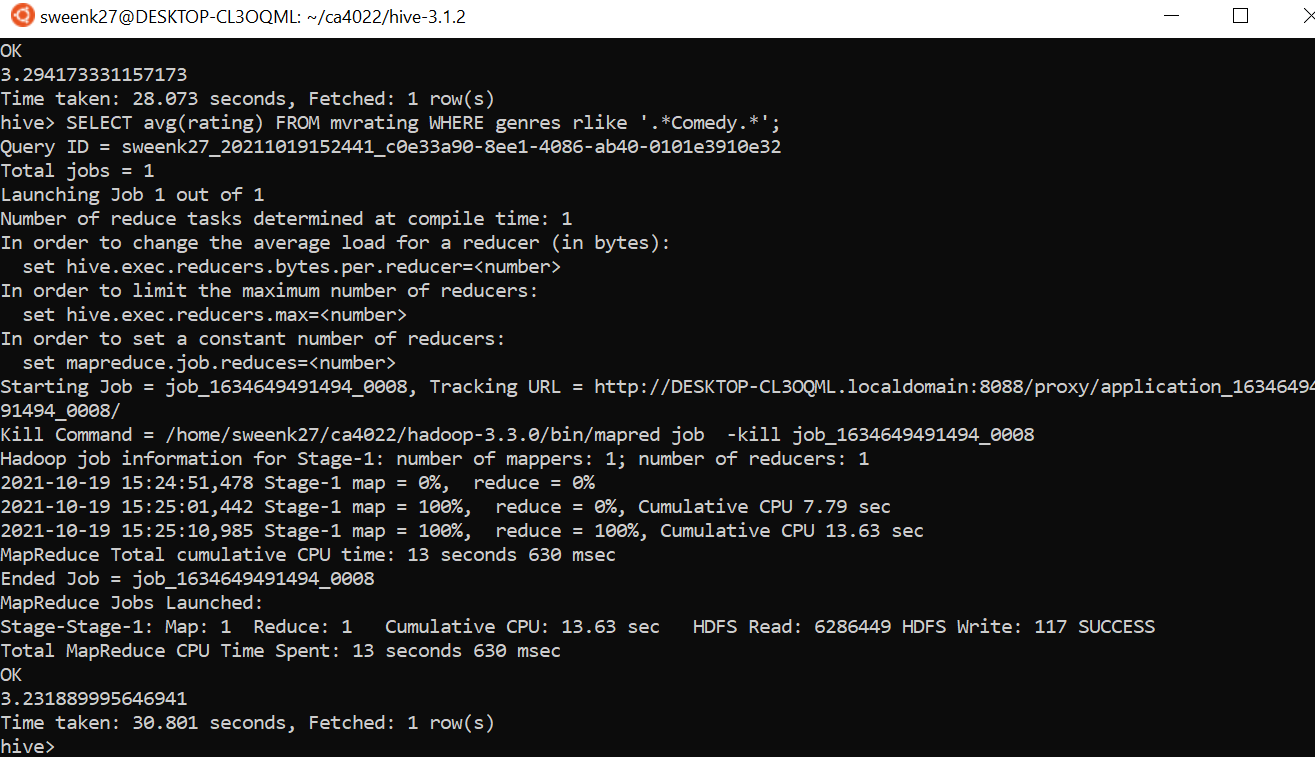 sweenk27@DESKTOP-CL3OQML: ~/ca4022/hive-3.1.2
OK
3.294173331157173
Time taken: 28.073 seconds, Fetched: 1 row(s)
hive> SELECT avg(rating) FROM mvrating WHERE genres rlike '.*Comedy.*';
Query ID = sweenk27_20211019152441_c0e33a90-8ee1-4086-ab40-0101e3910e32
Total jobs = 1
Launching Job 1 out of 1
Number of reduce tasks determined at compile time: 1
In order to change the average load for a reducer (in bytes):
  set hive.exec.reducers.bytes.per.reducer=<number>
In order to limit the maximum number of reducers:
  set hive.exec.reducers.max=<number>
In order to set a constant number of reducers:
  set mapreduce.job.reduces=<number>
Starting Job = job_1634649491494_0008, Tracking URL = http://DESKTOP-CL3OQML.localdomain:8088/proxy/application_16346494
91494_0008/
Kill Command = /home/sweenk27/ca4022/hadoop-3.3.0/bin/mapred job  -kill job_1634649491494_0008
Hadoop job information for Stage-1: number of mappers: 1; number of reducers: 1
2021-10-19 15:24:51,478 Stage-1 map = 0%,  reduce = 0%
2021-10-19 15:25:01,442 Stage-1 map = 100%,  reduce = 0%, Cumulative CPU 7.79 sec
2021-10-19 15:25:10,985 Stage-1 map = 100%,  reduce = 100%, Cumulative CPU 13.63 sec
MapReduce Total cumulative CPU time: 13 seconds 630 msec
Ended Job = job_1634649491494_0008
MapReduce Jobs Launched:
Stage-Stage-1: Map: 1  Reduce: 1   Cumulative CPU: 13.63 sec   HDFS Read: 6286449 HDFS Write: 117 SUCCESS
Total MapReduce CPU Time Spent: 13 seconds 630 msec
OK
3.231889995646941
Time taken: 30.801 seconds, Fetched: 1 row(s)
hive>